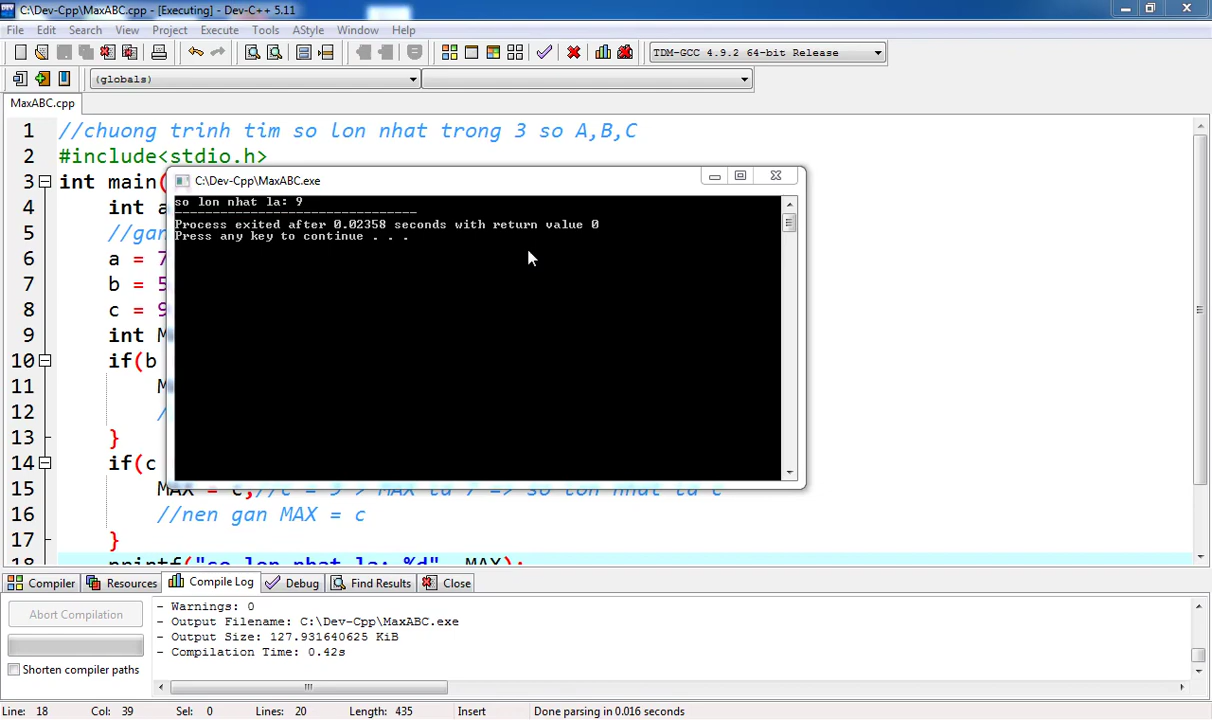 C:\Dev-Cpp\MaxABC.cpp - [Executing] - Dev-C++ 5.11
File Edit Search View Project Execute Tools AStyle Window Help
TDM-GCC 4.9.2 64-bit Release
(globals)
MaxABC.cpp
1 //chuong trinh tim so lon nhat trong 3 so A,B,C
2 #include<stdio.h>
3 int main(
C:\Dev-Cpp\MaxABC.exe
so lon nhat la: 9
--------------------------------
Process exited after 0.02358 seconds with return value 0
Press any key to continue . . .
4 int a
5 //gan
6 a = 7
7 b = 5
8 c = 9
9 int M
10 if(b
11 M
12 /
13 }
14 if(c
15 MAX = c;//c = 9 > MAX la 7 => so lon nhat la c
16 //nen gan MAX = c
17 }
18 printf("so lon nhat la: %d", MAX);
Compiler Resources Compile Log Debug Find Results Close
Abort Compilation
Shorten compiler paths
- Warnings: 0
- Output Filename: C:\Dev-Cpp\MaxABC.exe
- Output Size: 127.931640625 KiB
- Compilation Time: 0.42s
Line: 18 Col: 39 Sel: 0 Lines: 20 Length: 435 Insert Done parsing in 0.016 seconds